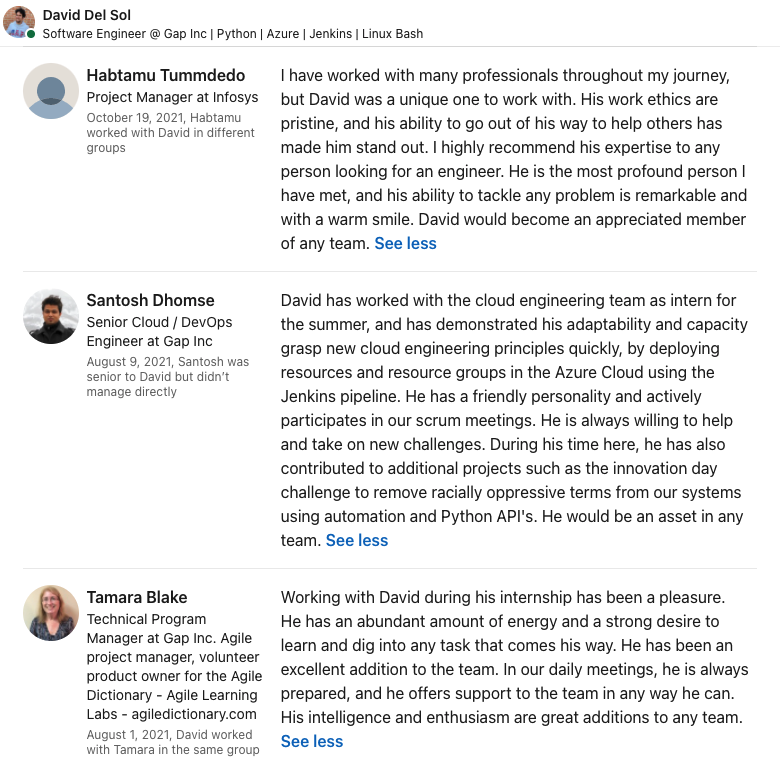 David Del Sol
Software Engineer @ Gap Inc | Python | Azure | Jenkins | Linux Bash
Habtamu Tummdedo
Project Manager at Infosys
October 19, 2021, Habtamu
worked with David in different
groups
I have worked with many professionals throughout my journey,
but David was a unique one to work with. His work ethics are
pristine, and his ability to go out of his way to help others has
made him stand out. I highly recommend his expertise to any
person looking for an engineer. He is the most profound person I
have met, and his ability to tackle any problem is remarkable and
with a warm smile. David would become an appreciated member
of any team. See less
Santosh Dhomse
Senior Cloud / DevOps
Engineer at Gap Inc
August 9, 2021, Santosh was
senior to David but didn’t
manage directly
David has worked with the cloud engineering team as intern for
the summer, and has demonstrated his adaptability and capacity
grasp new cloud engineering principles quickly, by deploying
resources and resource groups in the Azure Cloud using the
Jenkins pipeline. He has a friendly personality and actively
participates in our scrum meetings. He is always willing to help
and take on new challenges. During his time here, he has also
contributed to additional projects such as the innovation day
challenge to remove racially oppressive terms from our systems
using automation and Python API's. He would be an asset in any
team. See less
Tamara Blake
Technical Program
Manager at Gap Inc. Agile
project manager, volunteer
product owner for the Agile
Dictionary - Agile Learning
Labs - agiledictionary.com
August 1, 2021, David worked
with Tamara in the same group
Working with David during his internship has been a pleasure.
He has an abundant amount of energy and a strong desire to
learn and dig into any task that comes his way. He has been an
excellent addition to the team. In our daily meetings, he is always
prepared, and he offers support to the team in any way he can.
His intelligence and enthusiasm are great additions to any team.
See less